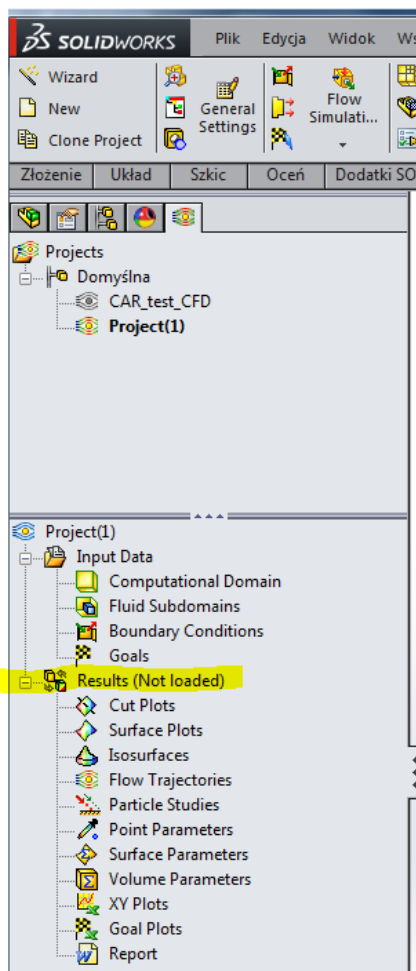 SOLIDWORKS Plik Edycja Widok
Wizard
New
Clone Project
General
Settings
Flow
Simulati...
Złożenie Układ Szkic Oceń Dodatki SO
Projects
Domyślna
CAR_test_CFD
Project(1)
Project(1)
Input Data
Computational Domain
Fluid Subdomains
Boundary Conditions
Goals
Results (Not loaded)
Cut Plots
Surface Plots
Isosurfaces
Flow Trajectories
Particle Studies
Point Parameters
Surface Parameters
Volume Parameters
XY Plots
Goal Plots
Report